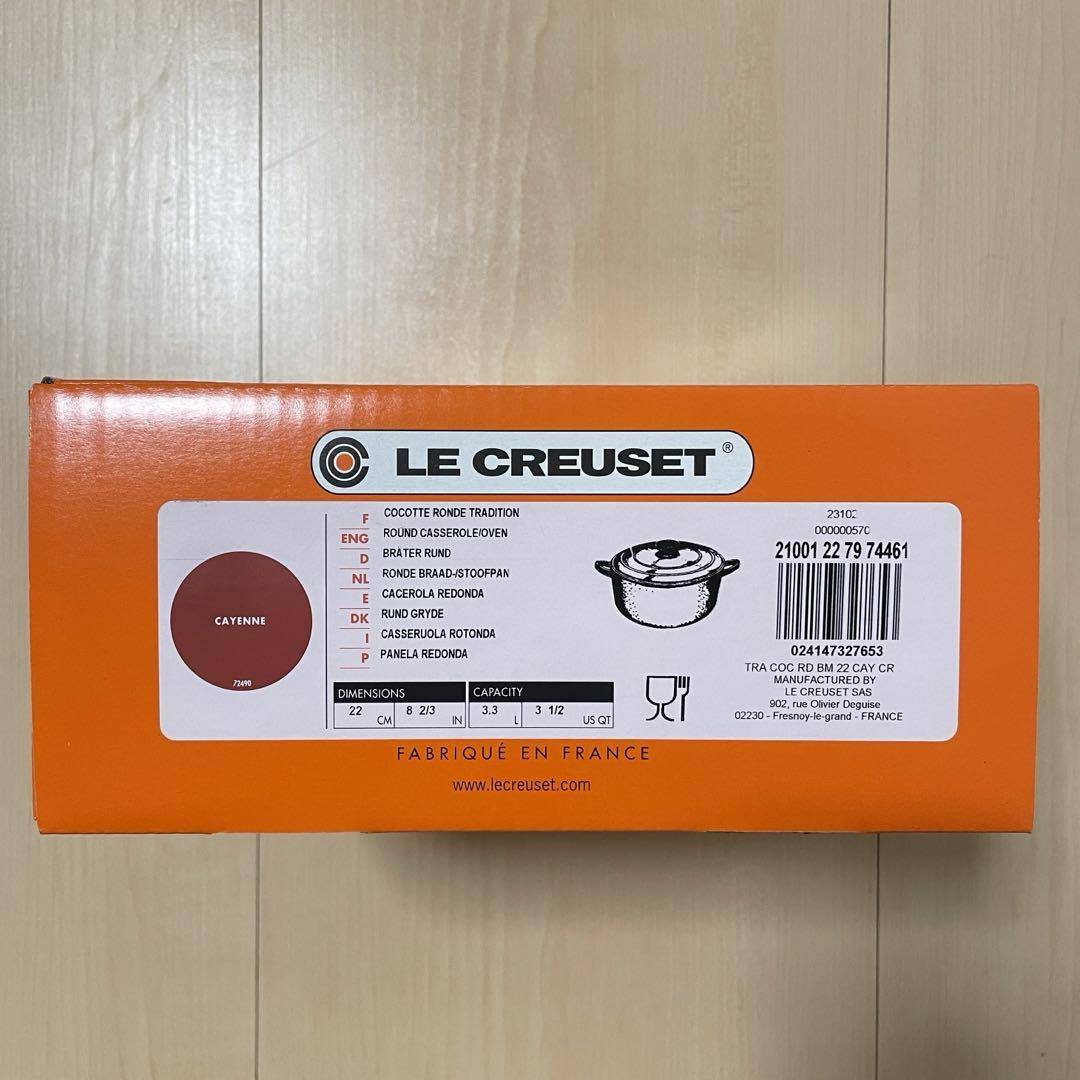 LE CREUSET®
CAYENNE
72490
F COCOTTE RONDE TRADITION
ENG ROUND CASSEROLE/OVEN
D BRÄTER RUND
NL RONDE BRAAD-/STOOFPAN
E CACEROLA REDONDA
DK RUND GRYDE
I CASSERUOLA ROTONDA
P PANELA REDONDA
DIMENSIONS
22 CM 8 2/3 IN
CAPACITY
3.3 L 3 1/2 US QT
000000570
21001 22 79 74461
024147327653
TRA COC RD BM 22 CAY CR
MANUFACTURED BY
LE CREUSET SAS
902, rue Olivier Deguise
02230 - Fresnoy-le-grand - FRANCE
FABRIQUÉ EN FRANCE
www.lecreuset.com